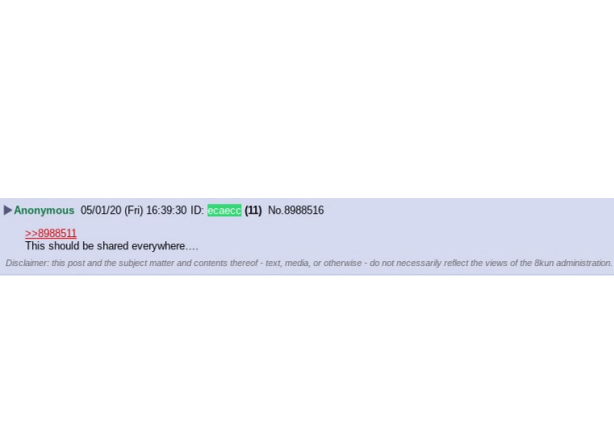 ▶Anonymous 05/01/20 (Fri) 16:39:30 ID: ecaecc (11) No.8988516
>>8988511
This should be shared everywhere....
Disclaimer: this post and the subject matter and contents thereof - text, media, or otherwise - do not necessarily reflect the views of the 8kun administration.